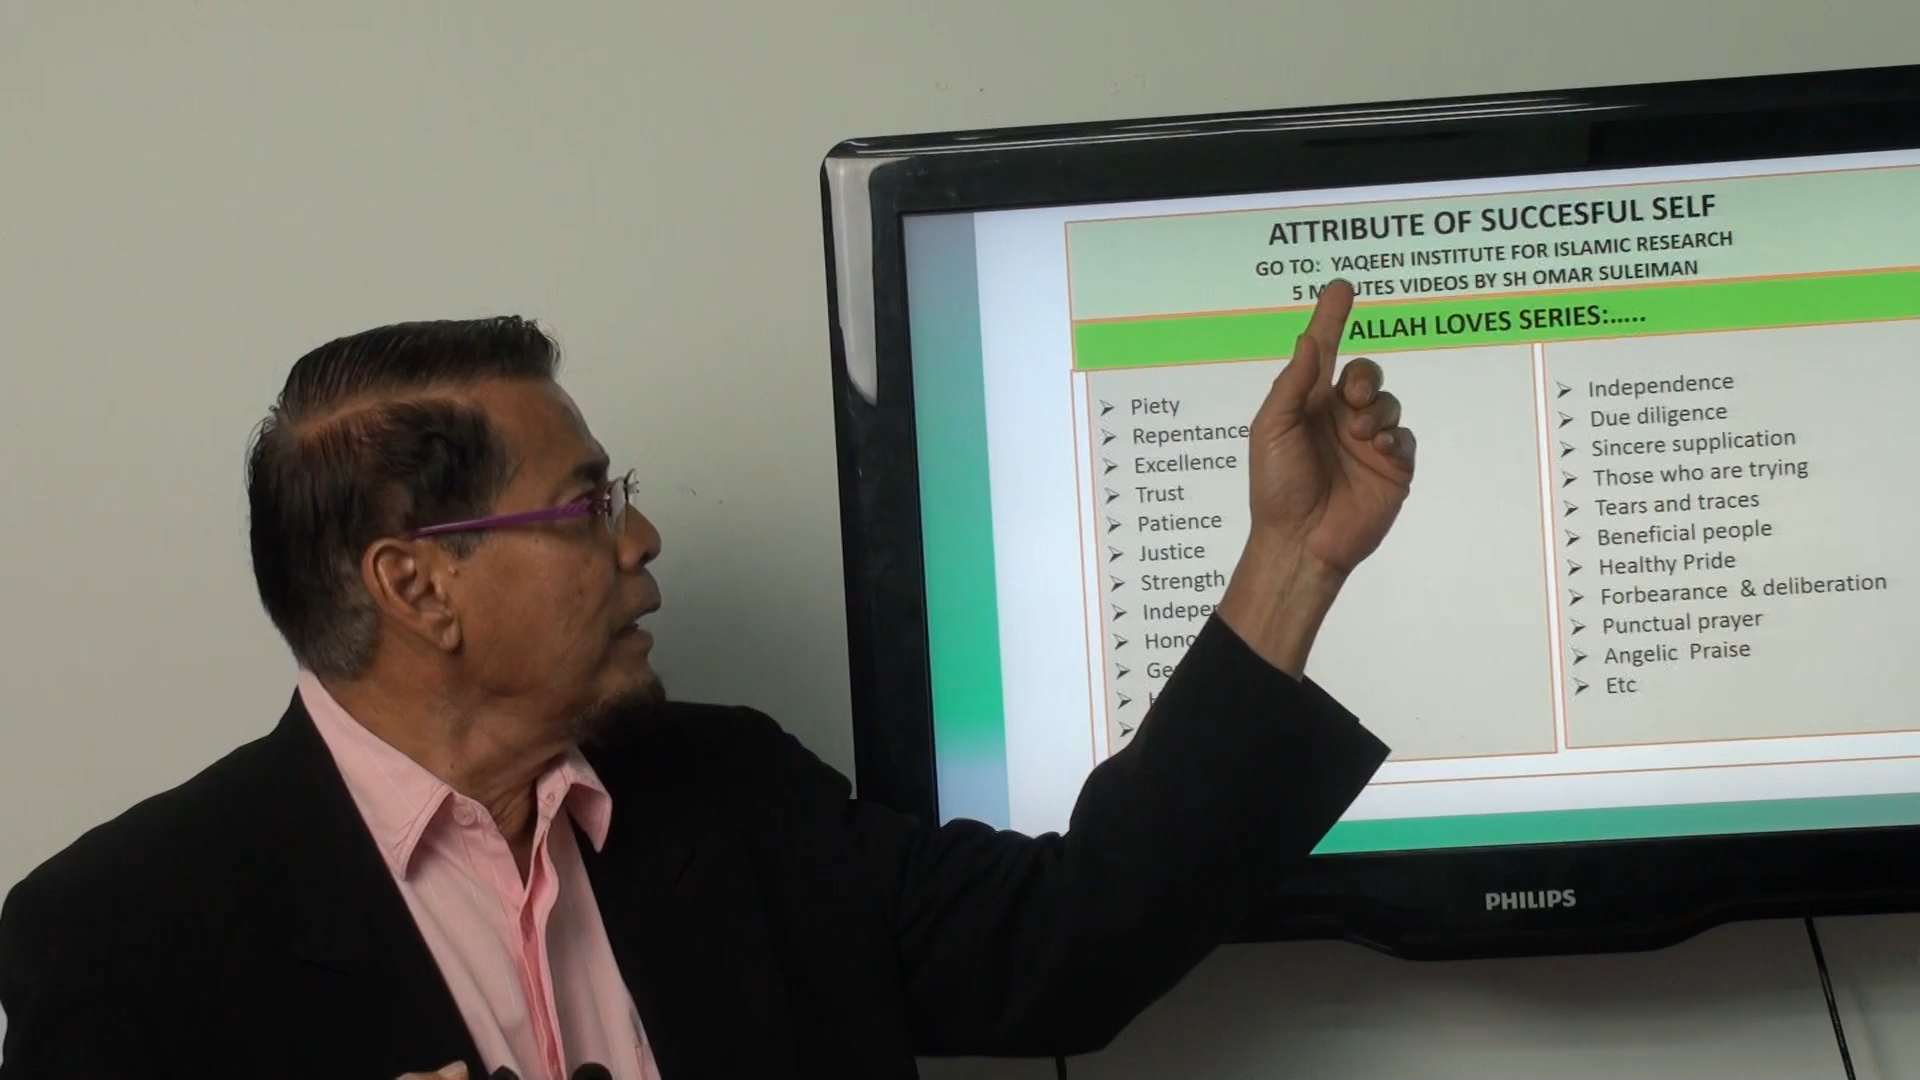 ATTRIBUTE OF SUCCESFUL SELF
GO TO: YAQEEN INSTITUTE FOR ISLAMIC RESEARCH
5 VIDEOS BY SH OMAR SULEIMAN
ALLAH LOVES SERIES:.....
Piety
Repentance
Excellence
Trust
Patience
Justice
Strength
Independence
Due diligence
Sincere supplication
Those who are trying
Tears and traces
Beneficial people
Healthy Pride
Forbearance & deliberation
Punctual prayer
Angelic Praise
Etc
PHILIPS